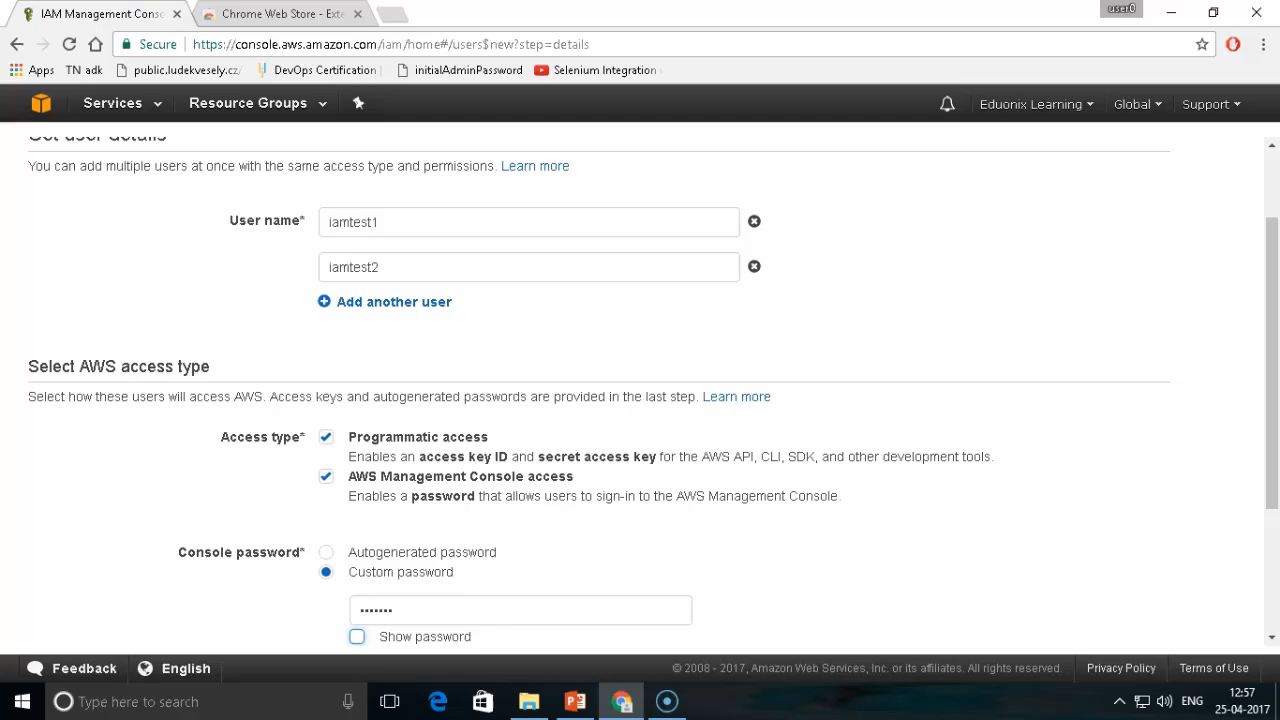 IAM Management Conso
Chrome Web Store - Exte
user0
Secure
https://console.aws.amazon.com/iam/home#/users$new?step=details
Apps
TN adk
public.ludekvesely.cz/
DevOps Certification
initialAdminPassword
Selenium Integration
Services
Resource Groups
Eduonix Learning
Global
Support
Set user details
You can add multiple users at once with the same access type and permissions. Learn more
User name*
iamtest1
iamtest2
Add another user
Select AWS access type
Select how these users will access AWS. Access keys and autogenerated passwords are provided in the last step. Learn more
Access type*
Programmatic access
Enables an access key ID and secret access key for the AWS API, CLI, SDK, and other development tools.
AWS Management Console access
Enables a password that allows users to sign-in to the AWS Management Console.
Console password*
Autogenerated password
Custom password
•••••••
Show password
Feedback
English
© 2008 - 2017, Amazon Web Services, Inc. or its affiliates. All rights reserved.
Privacy Policy
Terms of Use
Type here to search
ENG
12:57
25-04-2017